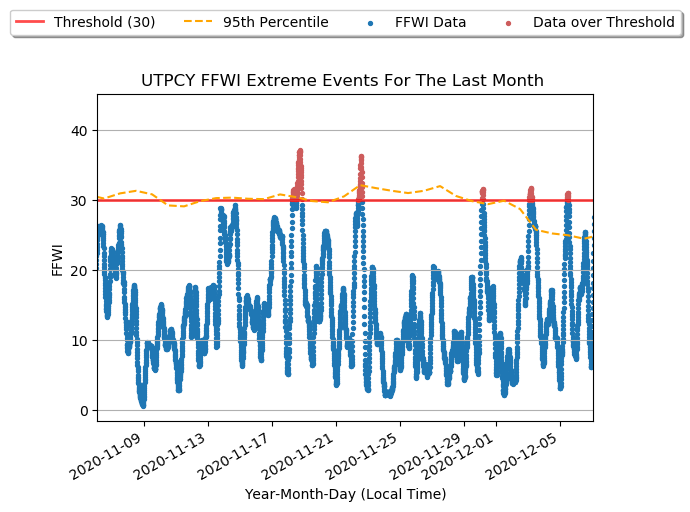 Threshold (30) 95th Percentile FFWI Data Data over Threshold
UTPCY FFWI Extreme Events For The Last Month
FFWI
40
30
20
10
0
2020-11-09 2020-11-13 2020-11-17 2020-11-21 2020-11-25 2020-11-29 2020-12-01 2020-12-05
Year-Month-Day (Local Time)